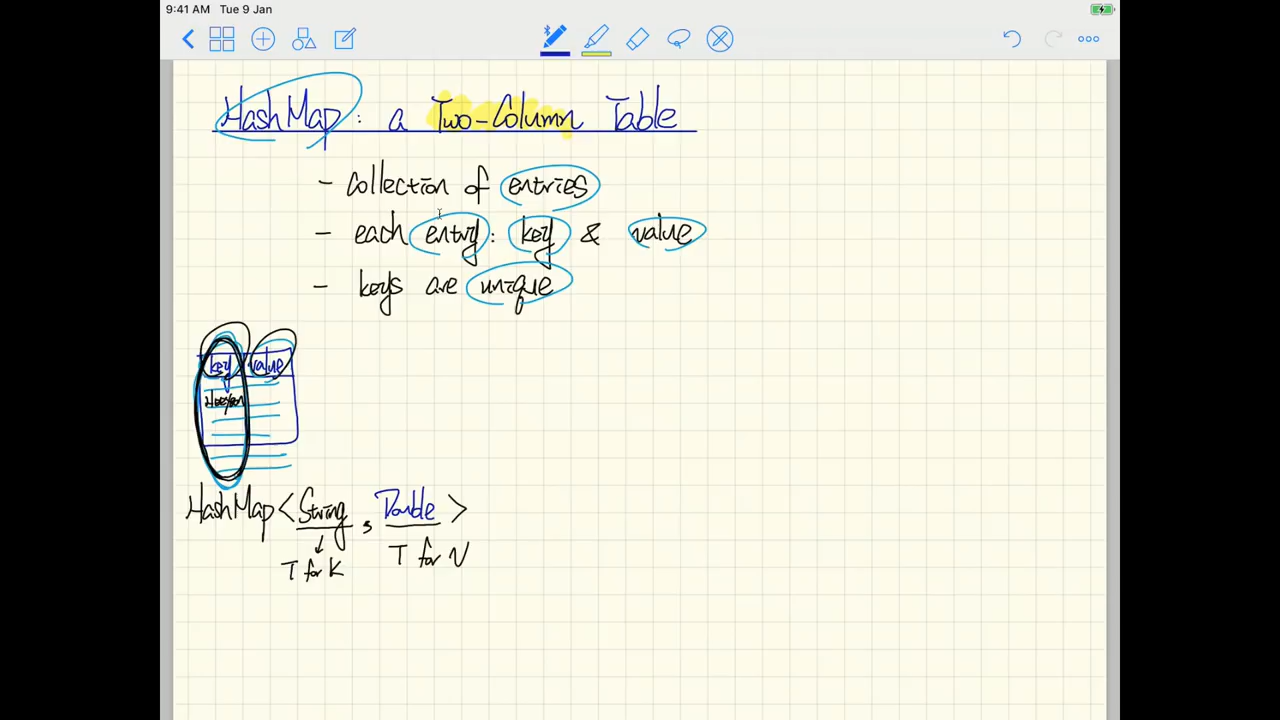 9:41 AM Tue 9 Jan
HashMap: a Two-Column Table
- collection of entries
- each entry: key & value
- keys are unique
key value
HashMap <String, Double>
T for K T for V